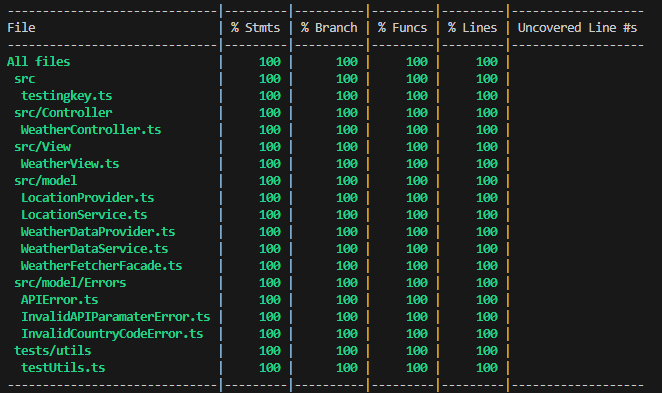 -------------------------------|---------|----------|---------|---------|-------------------
File                           | % Stmts | % Branch | % Funcs | % Lines | Uncovered Line #s
-------------------------------|---------|----------|---------|---------|-------------------
All files                      |     100 |      100 |     100 |     100 |
 src                           |     100 |      100 |     100 |     100 |
  testingkey.ts                |     100 |      100 |     100 |     100 |
 src/Controller                |     100 |      100 |     100 |     100 |
  WeatherController.ts         |     100 |      100 |     100 |     100 |
 src/View                      |     100 |      100 |     100 |     100 |
  WeatherView.ts               |     100 |      100 |     100 |     100 |
 src/model                     |     100 |      100 |     100 |     100 |
  LocationProvider.ts          |     100 |      100 |     100 |     100 |
  LocationService.ts           |     100 |      100 |     100 |     100 |
  WeatherDataProvider.ts       |     100 |      100 |     100 |     100 |
  WeatherDataService.ts        |     100 |      100 |     100 |     100 |
  WeatherFetcherFacade.ts      |     100 |      100 |     100 |     100 |
 src/model/Errors              |     100 |      100 |     100 |     100 |
  APIError.ts                  |     100 |      100 |     100 |     100 |
  InvalidAPIParamaterError.ts  |     100 |      100 |     100 |     100 |
  InvalidCountryCodeError.ts   |     100 |      100 |     100 |     100 |
 tests/utils                   |     100 |      100 |     100 |     100 |
  testUtils.ts                 |     100 |      100 |     100 |     100 |
-------------------------------|---------|----------|---------|---------|-------------------